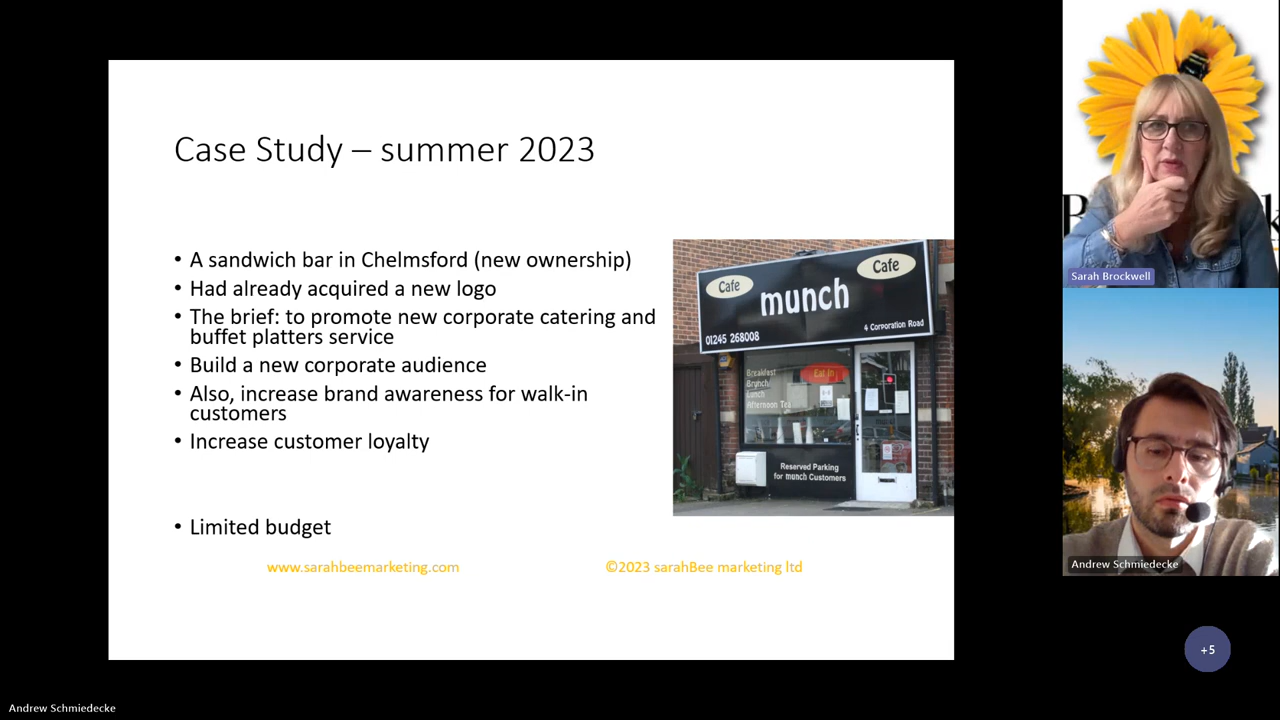 Case Study – summer 2023
• A sandwich bar in Chelmsford (new ownership)
• Had already acquired a new logo
• The brief: to promote new corporate catering and
buffet platters service
• Build a new corporate audience
• Also, increase brand awareness for walk-in
customers
• Increase customer loyalty
• Limited budget
www.sarahbeemarketing.com
©2023 sarahBee marketing ltd
Cafe
Cafe
munch
01245 268008
4 Corporation Road
Breakfast
Brunch
Lunch
Afternoon Tea
Eat In
Reserved Parking
for munch Customers
Sarah Brockwell
Andrew Schmiedecke
+5
Andrew Schmiedecke